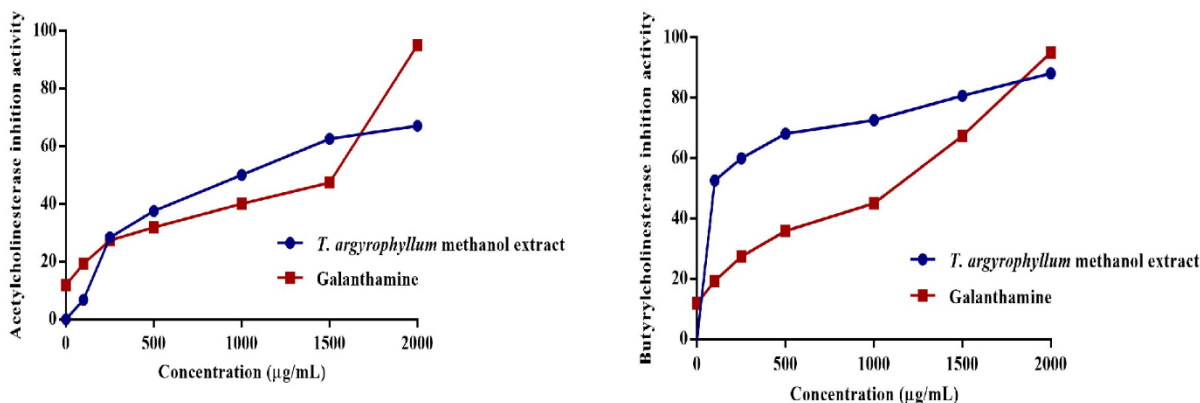 Acetylcholinesterase inhition activity
100
80
60
40
20
0
0 500 1000 1500 2000
Concentration (µg/mL)
T. argyrophyllum methanol extract
Galanthamine
Butyrylcholinesterase inhition activity
100
80
60
40
20
0
0 500 1000 1500 2000
Concentration (µg/mL)
T. argyrophyllum methanol extract
Galanthamine